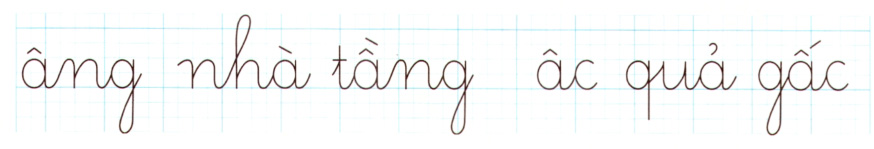 âng nhà tầng âc quả gấc